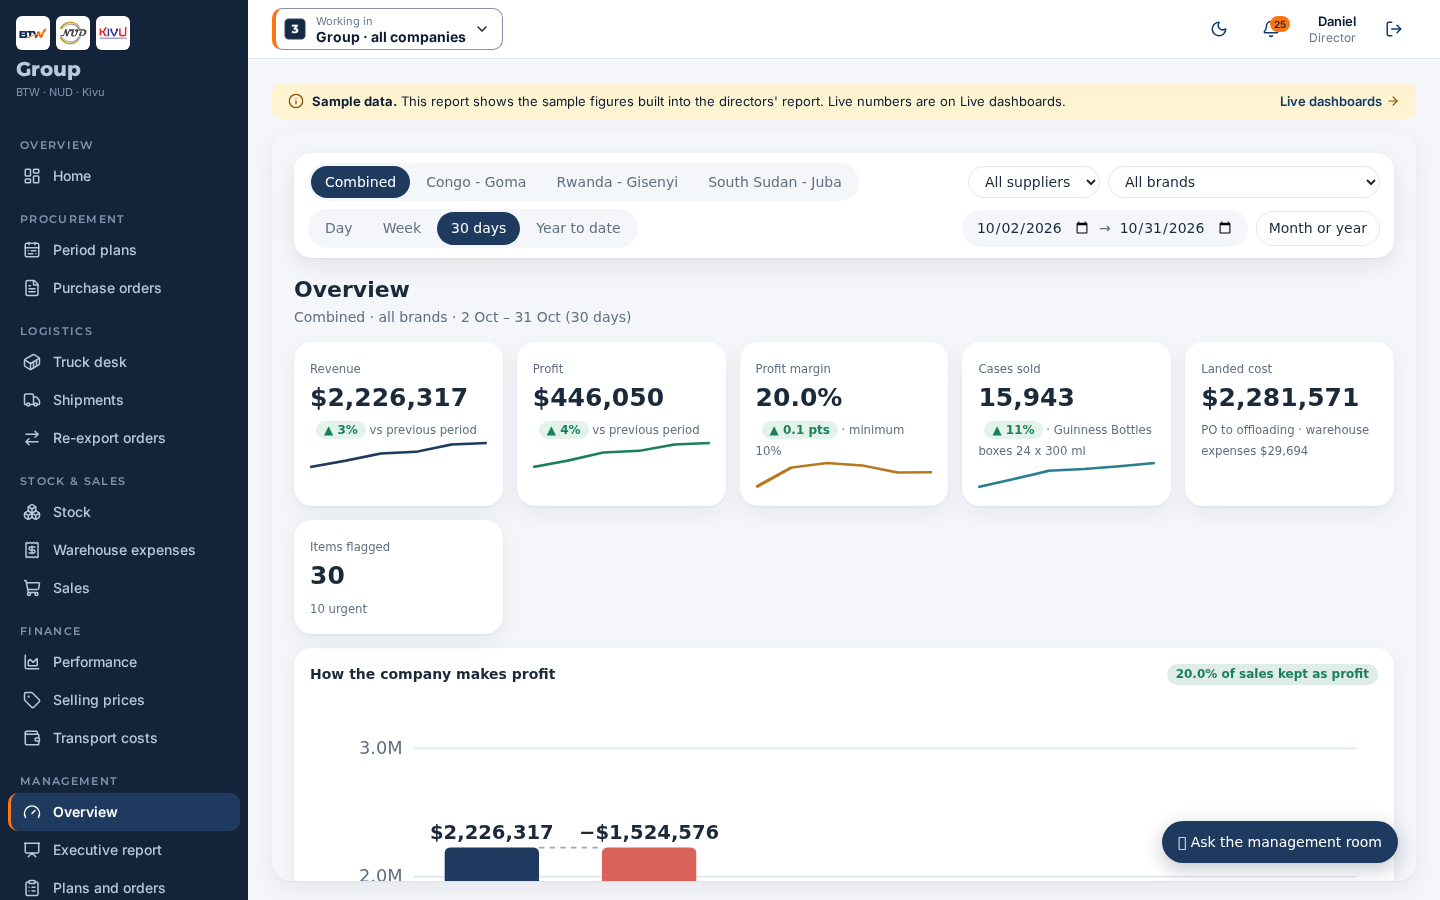 BTW NUD KIVU
Group
BTW · NUD · Kivu
OVERVIEW
Home
PROCUREMENT
Period plans
Purchase orders
LOGISTICS
Truck desk
Shipments
Re-export orders
STOCK & SALES
Stock
Warehouse expenses
Sales
FINANCE
Performance
Selling prices
Transport costs
MANAGEMENT
Overview
Executive report
Plans and orders
3
Working in
Group · all companies
25
Daniel
Director
Sample data. This report shows the sample figures built into the directors' report. Live numbers are on Live dashboards.
Live dashboards →
Combined Congo - Goma Rwanda - Gisenyi South Sudan - Juba
All suppliers All brands
Day Week 30 days Year to date
10/02/2026 → 10/31/2026 Month or year
Overview
Combined · all brands · 2 Oct – 31 Oct (30 days)
Revenue
$2,226,317
▲ 3% vs previous period
Profit
$446,050
▲ 4% vs previous period
Profit margin
20.0%
▲ 0.1 pts · minimum
10%
Cases sold
15,943
▲ 11% · Guinness Bottles
boxes 24 x 300 ml
Landed cost
$2,281,571
PO to offloading · warehouse
expenses $29,694
Items flagged
30
10 urgent
How the company makes profit
20.0% of sales kept as profit
3.0M
$2,226,317 −$1,524,576
2.0M
Ask the management room